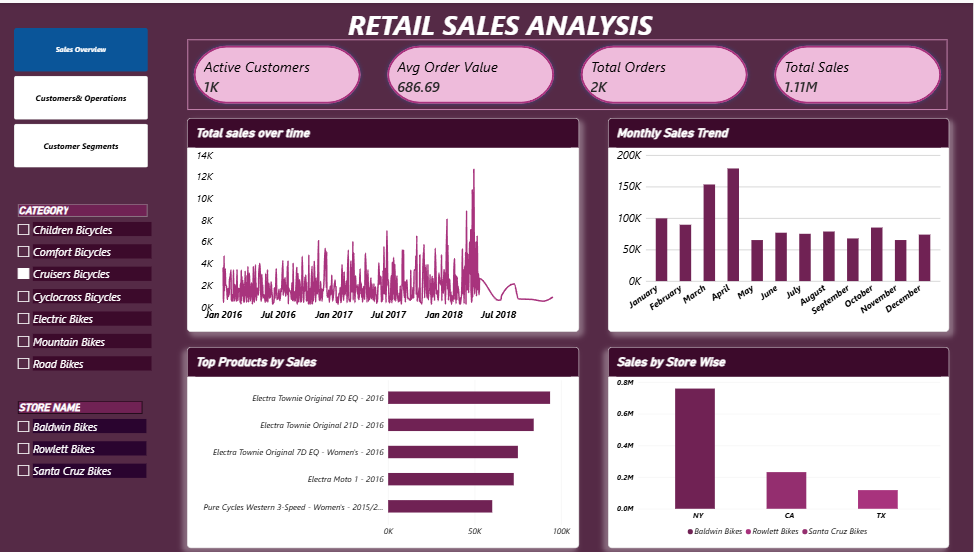 RETAIL SALES ANALYSIS
Sales Overview
Customers& Operations
Customer Segments
Active Customers
1K
Avg Order Value
686.69
Total Orders
2K
Total Sales
1.11M
CATEGORY
Children Bicycles
Comfort Bicycles
Cruisers Bicycles
Cyclocross Bicycles
Electric Bikes
Mountain Bikes
Road Bikes
STORE NAME
Baldwin Bikes
Rowlett Bikes
Santa Cruz Bikes
Total sales over time
14K
12K
10K
8K
6K
4K
2K
0K
Jan 2016 Jul 2016 Jan 2017 Jul 2017 Jan 2018 Jul 2018
Monthly Sales Trend
200K
150K
100K
50K
0K
January February March April May June July August September October November December
Top Products by Sales
Electra Townie Original 7D EQ - 2016
Electra Townie Original 21D - 2016
Electra Townie Original 7D EQ - Women's - 2016
Electra Moto 1 - 2016
Pure Cycles Western 3-Speed - Women's - 2015/2...
0K 50K 100K
Sales by Store Wise
0.8M
0.6M
0.4M
0.2M
0.0M
NY CA TX
Baldwin Bikes Rowlett Bikes Santa Cruz Bikes